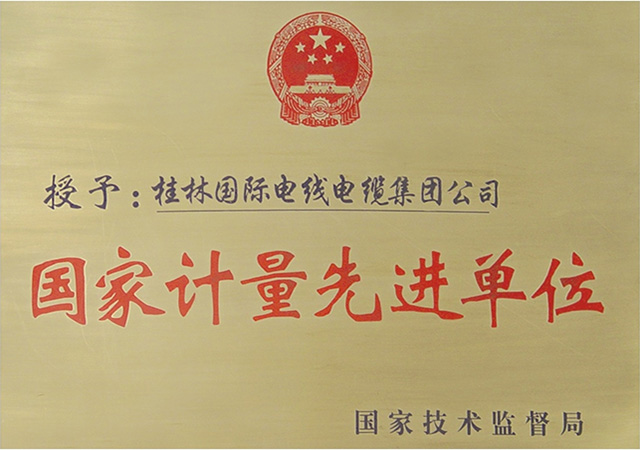 授予:桂林国际电线电缆集团公司
国家计量先进单位
国家技术监督局